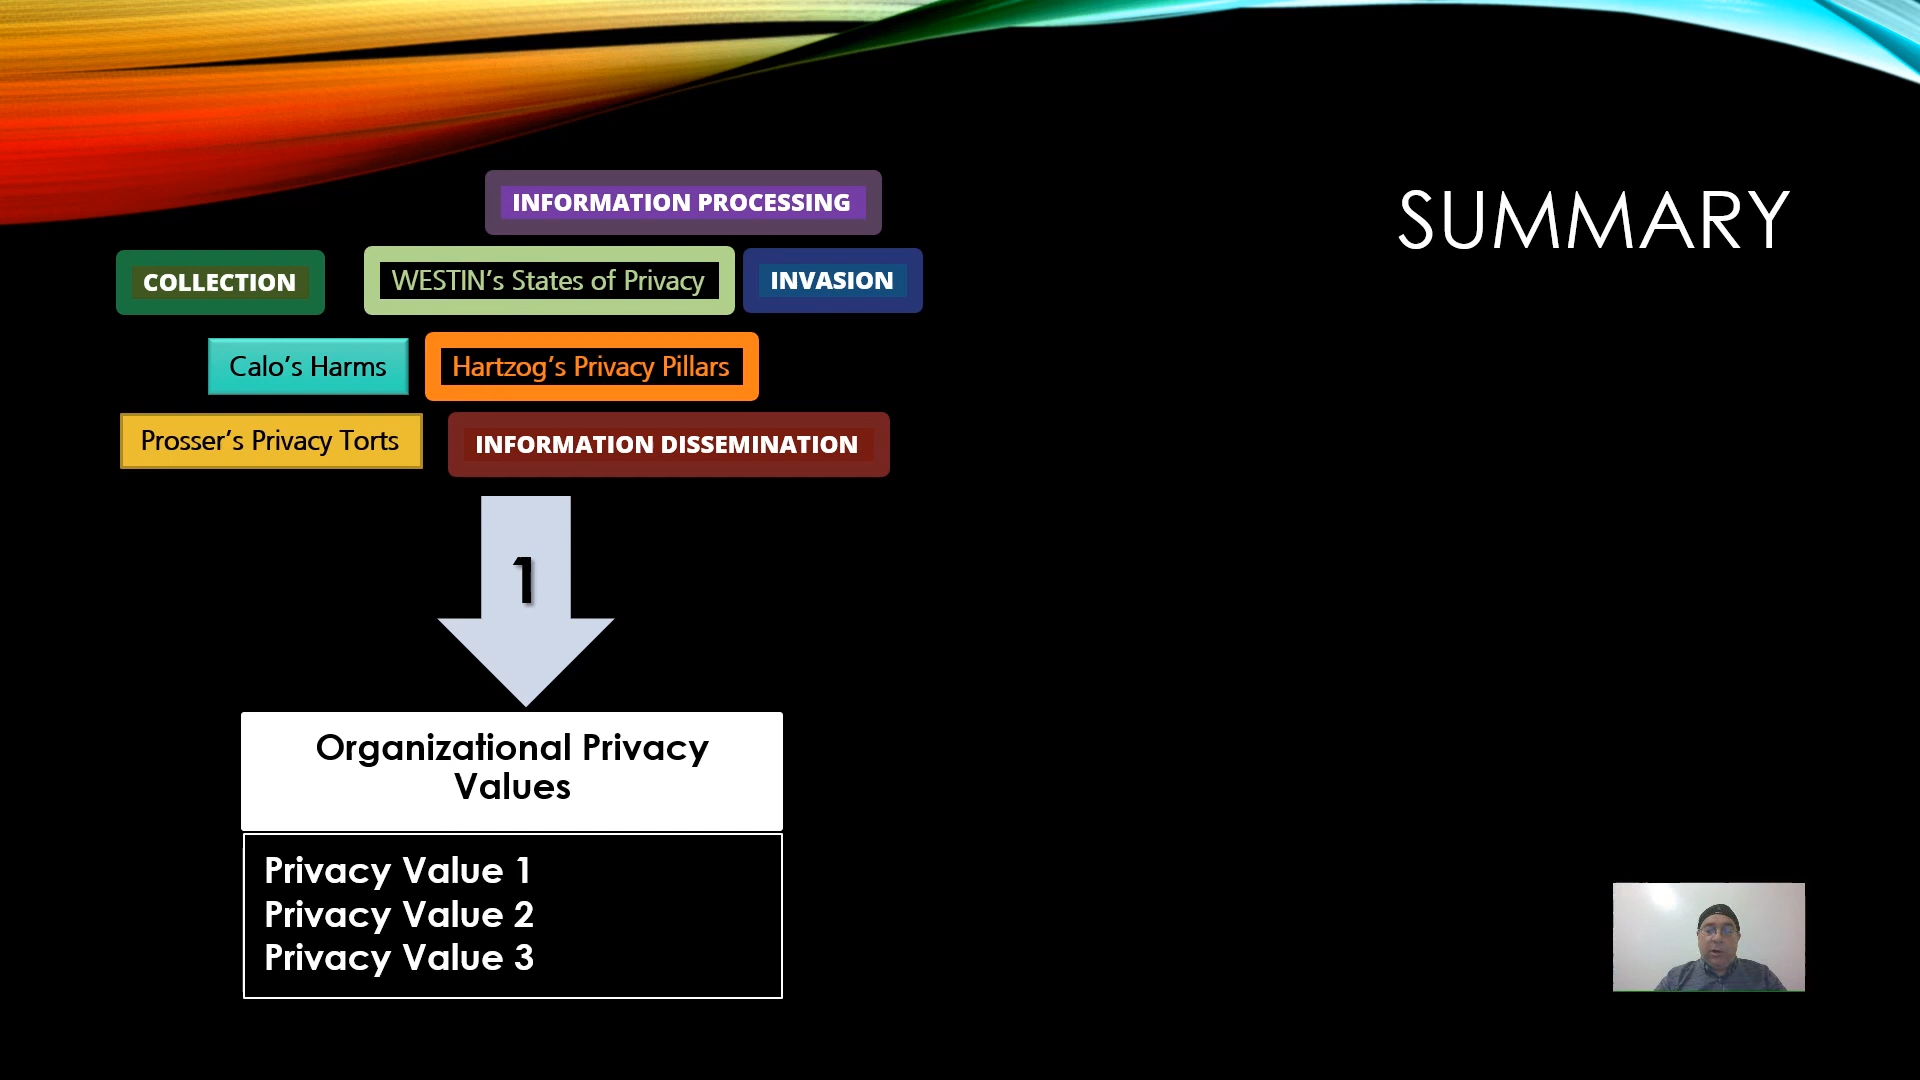 SUMMARY
INFORMATION PROCESSING
COLLECTION
WESTIN's States of Privacy
INVASION
Calo's Harms
Hartzog's Privacy Pillars
Prosser's Privacy Torts
INFORMATION DISSEMINATION
1
Organizational Privacy
Values
Privacy Value 1
Privacy Value 2
Privacy Value 3